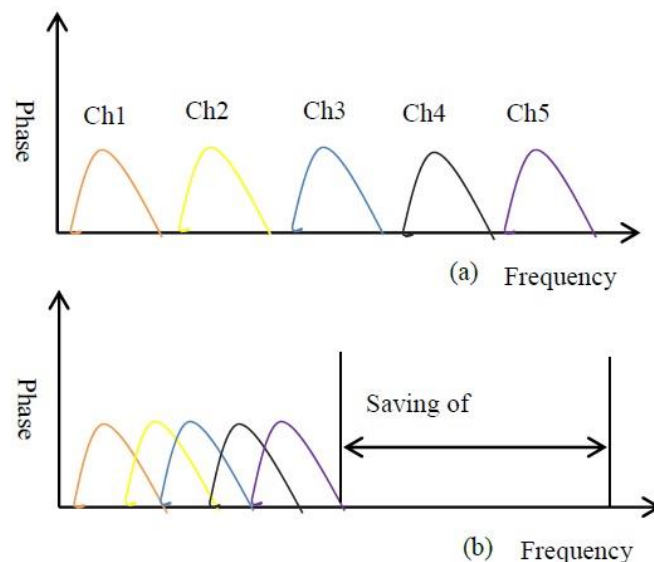 Phase
Ch1 Ch2 Ch3 Ch4 Ch5
(a) Frequency
Phase
Saving of
(b) Frequency